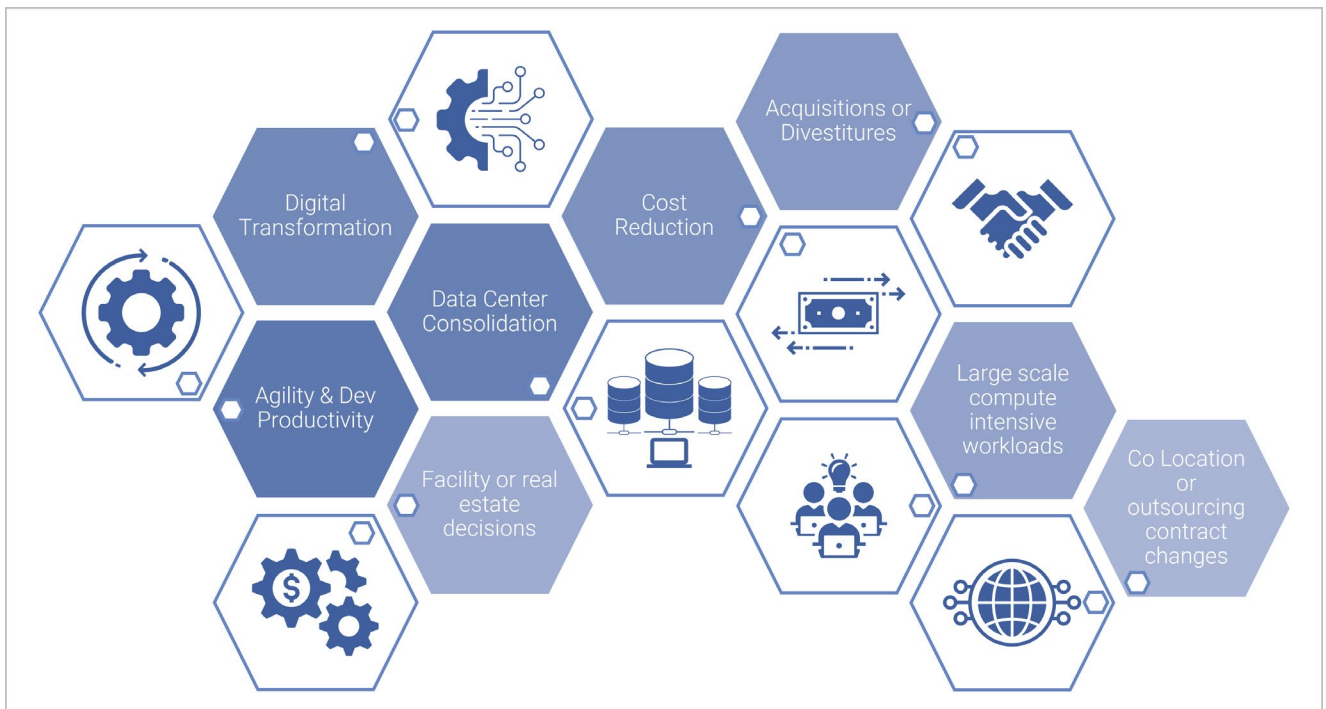 Acquisitions or
Divestitures
Digital
Transformation
Cost
Reduction
Data Center
Consolidation
Agility & Dev
Productivity
Large scale
compute
intensive
workloads
Facility or real
estate
decisions
Co Location
or
outsourcing
contract
changes
$